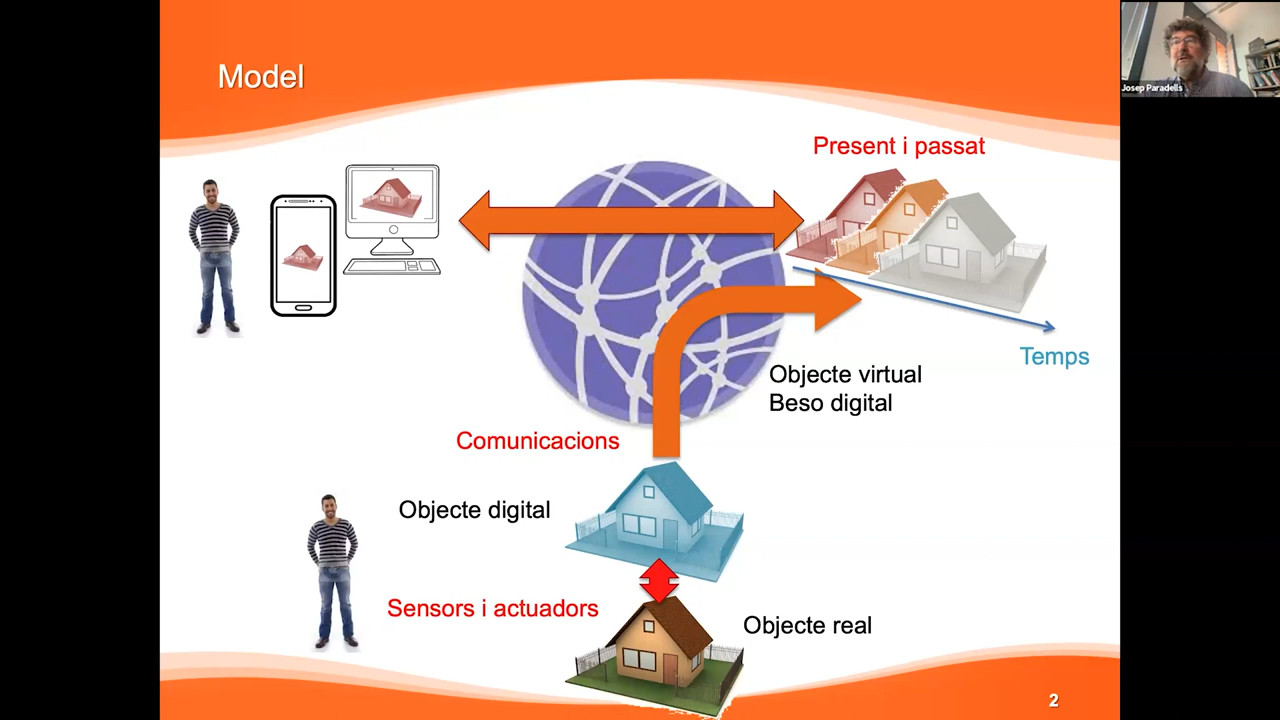 Model
Josep Paradells
Present i passat
Temps
Objecte virtual
Beso digital
Comunicacions
Objecte digital
Sensors i actuadors
Objecte real
2